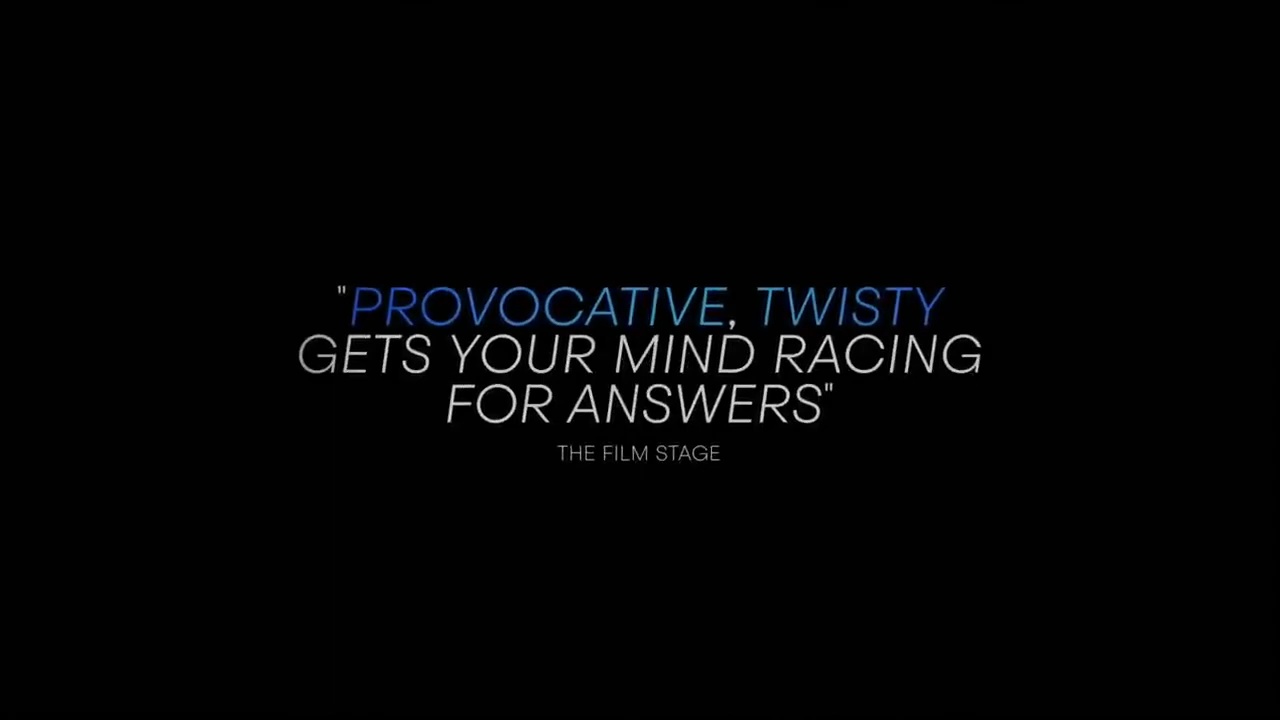 "PROVOCATIVE, TWISTY
GETS YOUR MIND RACING
FOR ANSWERS"
THE FILM STAGE